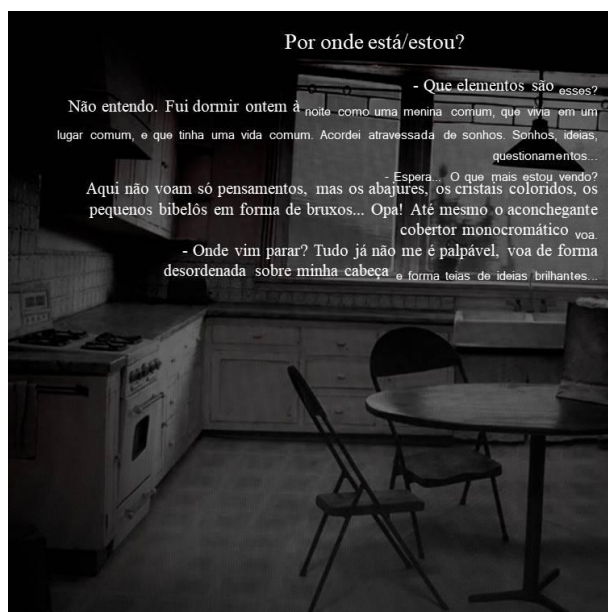 Por onde está/estou?
- Que elementos são esses?
Não entendo. Fui dormir ontem à noite como uma menina comum, que vivia em um
lugar comum, e que tinha uma vida comum. Acordei atravessada de sonhos. Sonhos, ideias,
questionamentos...
- Espera... O que mais estou vendo?
Aqui não voam só pensamentos, mas os abajures, os cristais coloridos, os
pequenos bibelôs em forma de bruxos... Opa! Até mesmo o aconchegante
cobertor monocromático voa.
- Onde vim parar? Tudo já não me é palpável, voa de forma
desordenada sobre minha cabeça e forma teias de ideias brilhantes...